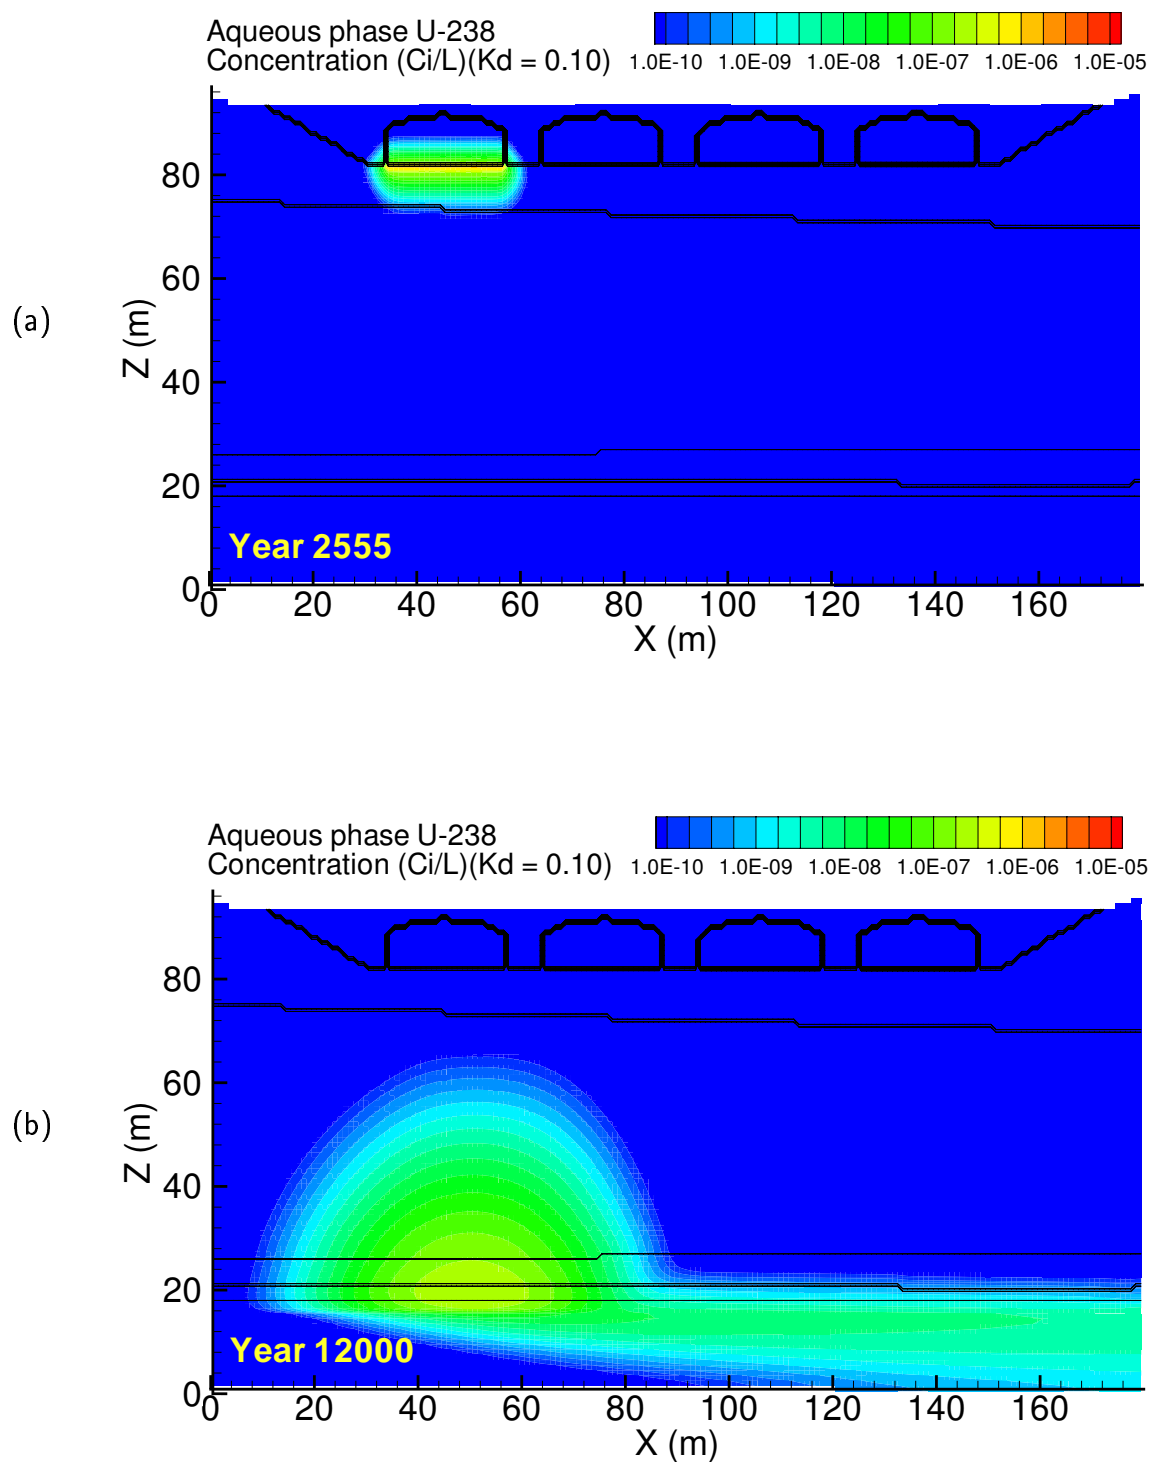 Aqueous phase U-238
Concentration (Ci/L)(Kd = 0.10)
1.0E-10 1.0E-09 1.0E-08 1.0E-07 1.0E-06 1.0E-05
80
60
(a)
Z (m)
40
20
Year 2555
0
0 20 40 60 80 100 120 140 160
X (m)
Aqueous phase U-238
Concentration (Ci/L)(Kd = 0.10)
1.0E-10 1.0E-09 1.0E-08 1.0E-07 1.0E-06 1.0E-05
80
60
(b)
Z (m)
40
20
Year 12000
0
0 20 40 60 80 100 120 140 160
X (m)